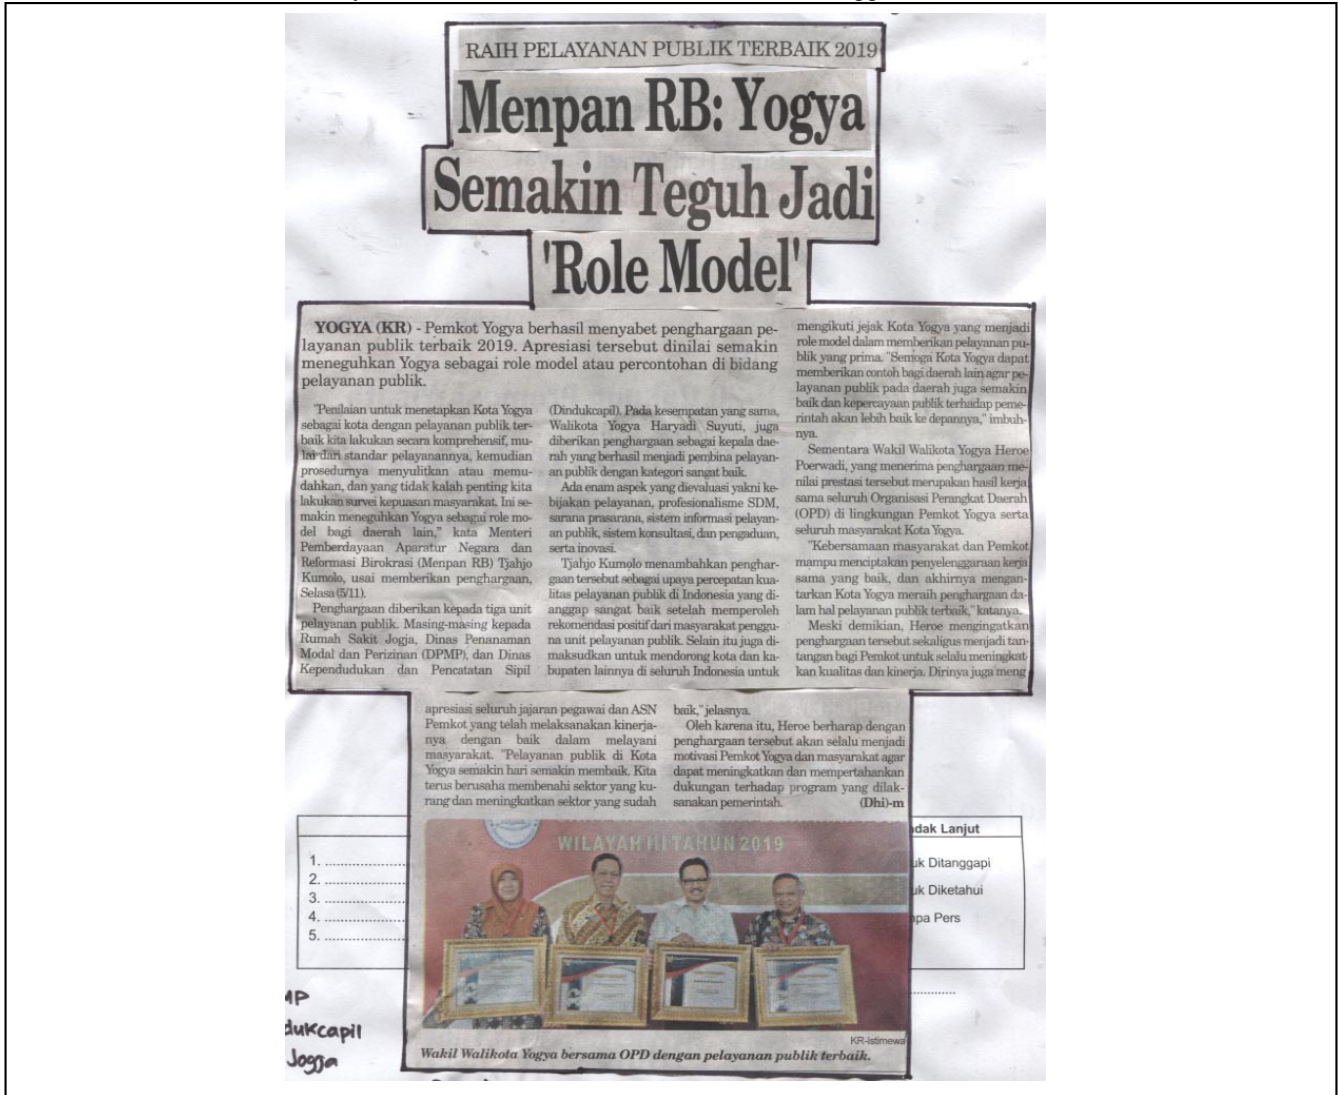 RAIH PELAYANAN PUBLIK TERBAIK 2019
Menpan RB: Yogya
Semakin Teguh Jadi
'Role Model'
YOGYA (KR) - Pemkot Yogya berhasil menyabet penghargaan pe-
layanan publik terbaik 2019. Apresiasi tersebut dinilai semakin
meneguhkan Yogya sebagai role model atau percontohan di bidang
pelayanan publik.
"Penilaian untuk menetapkan Kota Yogya
sebagai kota dengan pelayanan publik ter-
baik kita lakukan secara komprehensif, mu-
lai dari standar pelayanannya, kemudian
prosedurnya menyulitkan atau memu-
dahkan, dan yang tidak kalah penting kita
lakukan survei kepuasan masyarakat. Ini se-
makin meneguhkan Yogya sebagai role mo-
del bagi daerah lain," kata Menteri
Pemberdayaan Aparatur Negara dan
Reformasi Birokrasi (Menpan RB) Tjahjo
Kumolo, usai memberikan penghargaan,
Selasa (5/11).
Penghargaan diberikan kepada tiga unit
pelayanan publik. Masing-masing kepada
Rumah Sakit Jogja, Dinas Penanaman
Modal dan Perizinan (DPMP), dan Dinas
Kependudukan dan Pencatatan Sipil
(Dindukcapil). Pada kesempatan yang sama,
Walikota Yogya Haryadi Suyuti, juga
diberikan penghargaan sebagai kepala dae-
rah yang berhasil menjadi pembina pelayan-
an publik dengan kategori sangat baik.
Ada enam aspek yang dievaluasi yakni ke-
bijakan pelayanan, profesionalisme SDM,
sarana prasarana, sistem informasi pelayan-
an publik, sistem konsultasi, dan pengaduan,
serta inovasi.
Tjahjo Kumolo menambahkan penghar-
gaan tersebut sebagai upaya percepatan kua-
litas pelayanan publik di Indonesia yang di-
anggap sangat baik setelah memperoleh
rekomendasi positif dari masyarakat penggu-
na unit pelayanan publik. Selain itu juga di-
maksudkan untuk mendorong kota dan ka-
bupaten lainnya di seluruh Indonesia untuk
mengikuti jejak Kota Yogya yang menjadi
role model dalam memberikan pelayanan pu-
blik yang prima. "Semoga Kota Yogya dapat
memberikan contoh bagi daerah lain agar pe-
layanan publik pada daerah juga semakin
baik dan kepercayaan publik terhadap peme-
rintah akan lebih baik ke depannya," imbuh-
nya.
Sementara Wakil Walikota Yogya Heroe
Poerwadi, yang menerima penghargaan me-
nilai prestasi tersebut merupakan hasil kerja
sama seluruh Organisasi Perangkat Daerah
(OPD) di lingkungan Pemkot Yogya serta
seluruh masyarakat Kota Yogya.
"Kebersamaan masyarakat dan Pemkot
mampu menciptakan penyelenggaraan kerja
sama yang baik, dan akhirnya mengan-
tarkan Kota Yogya meraih penghargaan da-
lam hal pelayanan publik terbaik," katanya.
Meski demikian, Heroe mengingatkan
penghargaan tersebut sekaligus menjadi tan-
tangan bagi Pemkot untuk selalu meningkat
kan kualitas dan kinerja. Dirinya juga meng
apresiasi seluruh jajaran pegawai dan ASN
Pemkot yang telah melaksanakan kinerja-
nya dengan baik dalam melayani
masyarakat. "Pelayanan publik di Kota
Yogya semakin hari semakin membaik. Kita
terus berusaha membenahi sektor yang ku-
rang dan meningkatkan sektor yang sudah
baik," jelasnya.
Oleh karena itu, Heroe berharap dengan
penghargaan tersebut akan selalu menjadi
motivasi Pemkot Yogya dan masyarakat agar
dapat meningkatkan dan mempertahankan
dukungan terhadap program yang dilak-
sanakan pemerintah. (Dhi)-m
WILAYAH III TAHUN 2019
KR-Istimewa
Wakil Walikota Yogya bersama OPD dengan pelayanan publik terbaik.
1. ....................
2. ....................
3. ....................
4. ....................
5. ....................
dak Lanjut
uk Ditanggapi
uk Diketahui
npa Pers
MP
dukcapil
Jogja